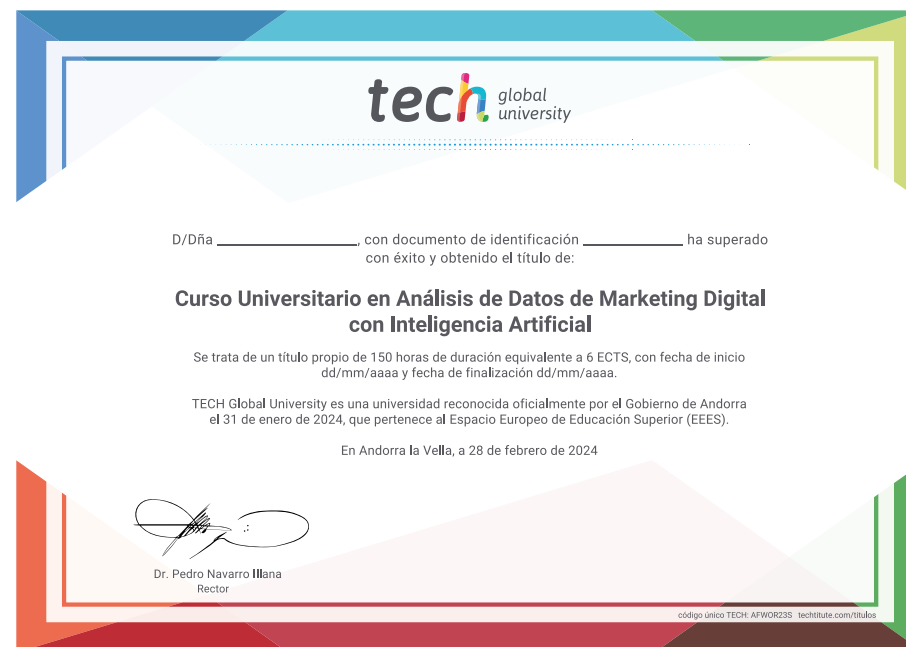 tech global university
D/Dña ________________, con documento de identificación ____________ ha superado
con éxito y obtenido el título de:
Curso Universitario en Análisis de Datos de Marketing Digital
con Inteligencia Artificial
Se trata de un título propio de 150 horas de duración equivalente a 6 ECTS, con fecha de inicio
dd/mm/aaaa y fecha de finalización dd/mm/aaaa.
TECH Global University es una universidad reconocida oficialmente por el Gobierno de Andorra
el 31 de enero de 2024, que pertenece al Espacio Europeo de Educación Superior (EEES).
En Andorra la Vella, a 28 de febrero de 2024
Dr. Pedro Navarro Illana
Rector
código único TECH: AFWOR23S techtitute.com/titulos